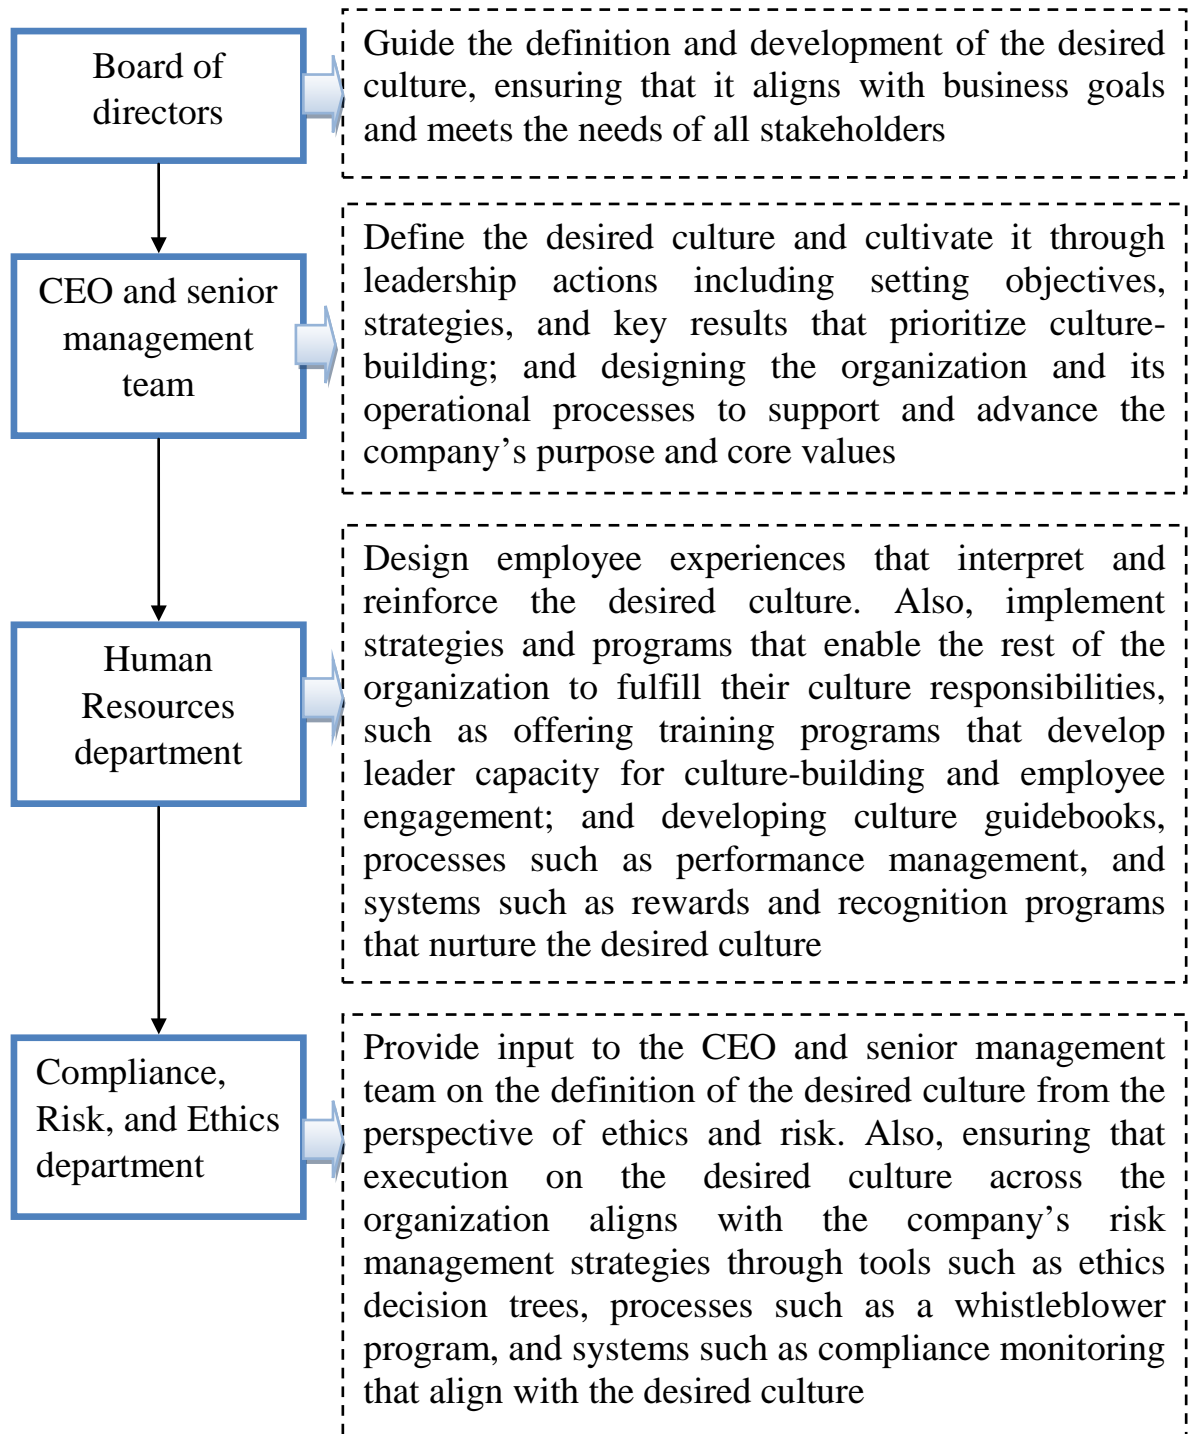 Board of
directors
Guide the definition and development of the desired
culture, ensuring that it aligns with business goals
and meets the needs of all stakeholders
CEO and senior
management
team
Define the desired culture and cultivate it through
leadership actions including setting objectives,
strategies, and key results that prioritize culture-
building; and designing the organization and its
operational processes to support and advance the
company’s purpose and core values
Human
Resources
department
Design employee experiences that interpret and
reinforce the desired culture. Also, implement
strategies and programs that enable the rest of the
organization to fulfill their culture responsibilities,
such as offering training programs that develop
leader capacity for culture-building and employee
engagement; and developing culture guidebooks,
processes such as performance management, and
systems such as rewards and recognition programs
that nurture the desired culture
Compliance,
Risk, and Ethics
department
Provide input to the CEO and senior management
team on the definition of the desired culture from the
perspective of ethics and risk. Also, ensuring that
execution on the desired culture across the
organization aligns with the company’s risk
management strategies through tools such as ethics
decision trees, processes such as a whistleblower
program, and systems such as compliance monitoring
that align with the desired culture